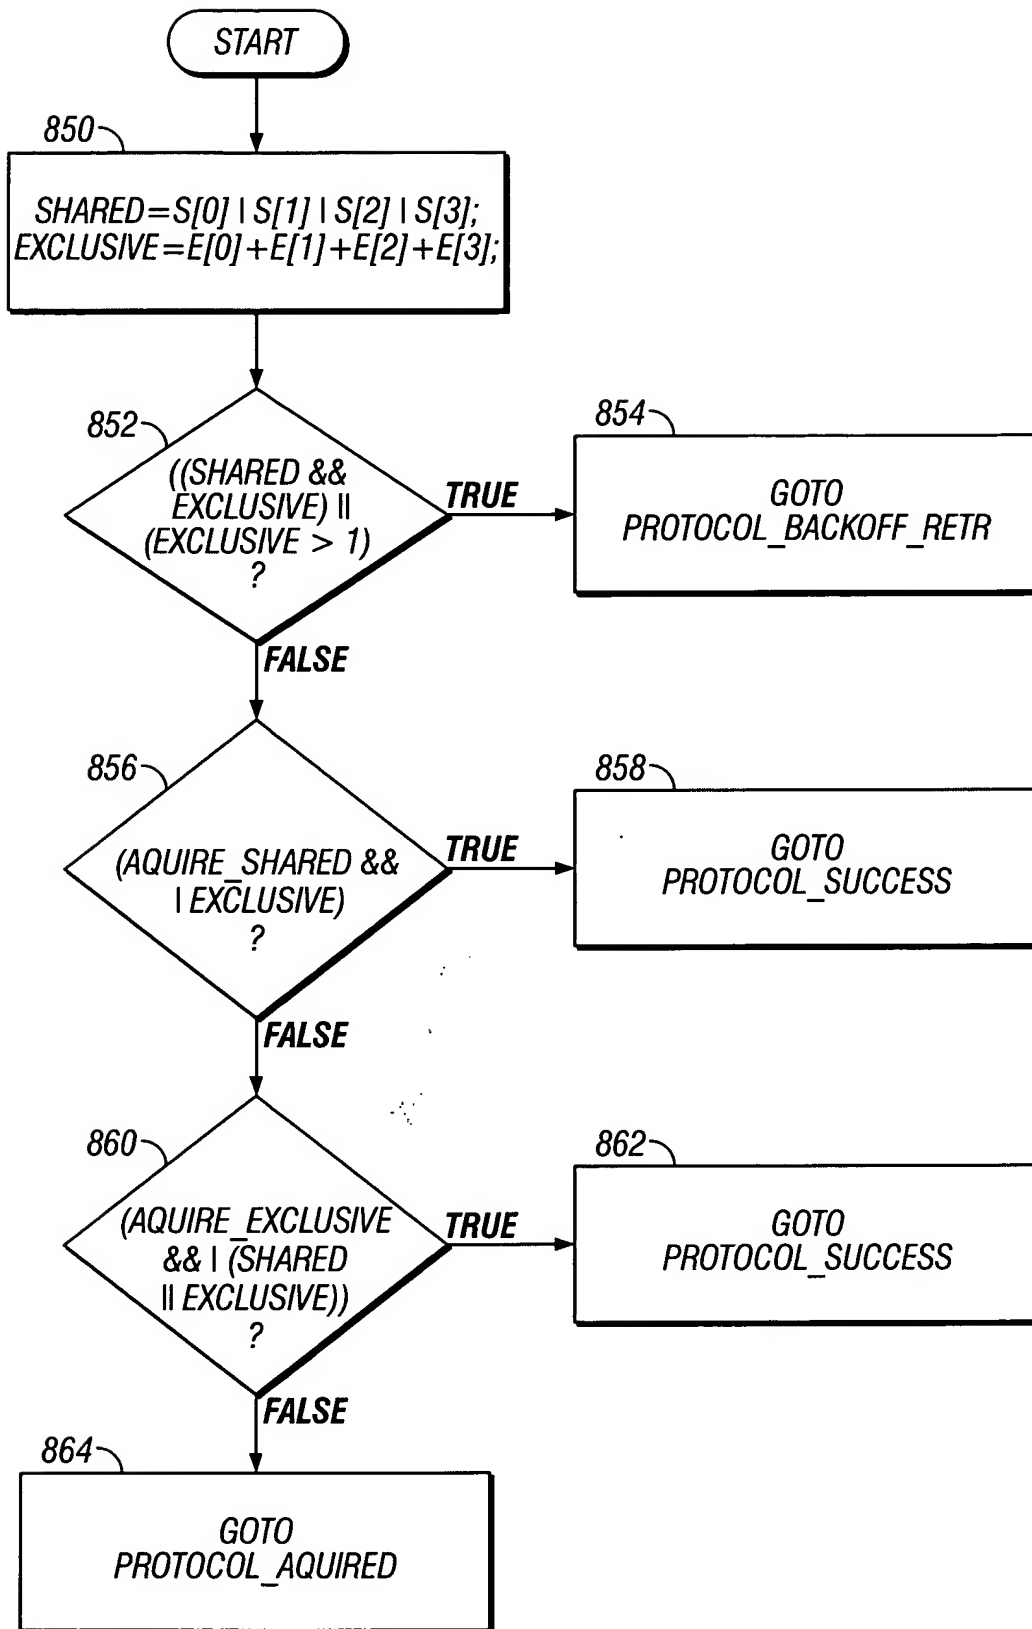 START
850
SHARED=S[0] | S[1] | S[2] | S[3];
EXCLUSIVE=E[0]+E[1]+E[2]+E[3];
852
((SHARED &&
EXCLUSIVE) ||
(EXCLUSIVE > 1)
?
TRUE
854
GOTO
PROTOCOL_BACKOFF_RETR
FALSE
856
(AQUIRE_SHARED &&
| EXCLUSIVE)
?
TRUE
858
GOTO
PROTOCOL_SUCCESS
FALSE
860
(AQUIRE_EXCLUSIVE
&& | (SHARED
|| EXCLUSIVE))
?
TRUE
862
GOTO
PROTOCOL_SUCCESS
FALSE
864
GOTO
PROTOCOL_AQUIRED